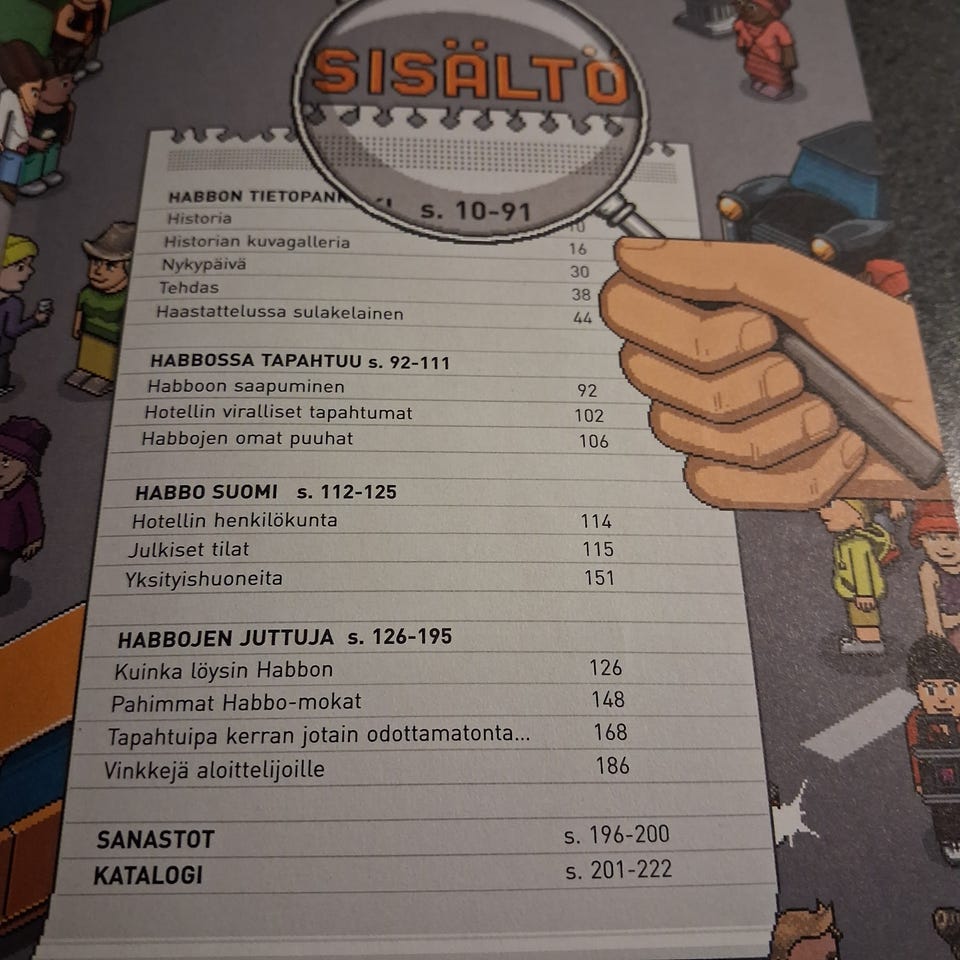 SISÄLTÖ
HABBON TIETOPANKKI s. 10-91
Historia 10
Historian kuvagalleria 16
Nykypäivä 30
Tehdas 38
Haastattelussa sulakelainen 44
HABBOSSA TAPAHTUU s. 92-111
Habboon saapuminen 92
Hotellin viralliset tapahtumat 102
Habbojen omat puuhat 106
HABBO SUOMI s. 112-125
Hotellin henkilökunta 114
Julkiset tilat 115
Yksityishuoneita 151
HABBOJEN JUTTUJA s. 126-195
Kuinka löysin Habbon 126
Pahimmat Habbo-mokat 148
Tapahtuipa kerran jotain odottamatonta... 168
Vinkkejä aloittelijoille 186
SANASTOT s. 196-200
KATALOGI s. 201-222